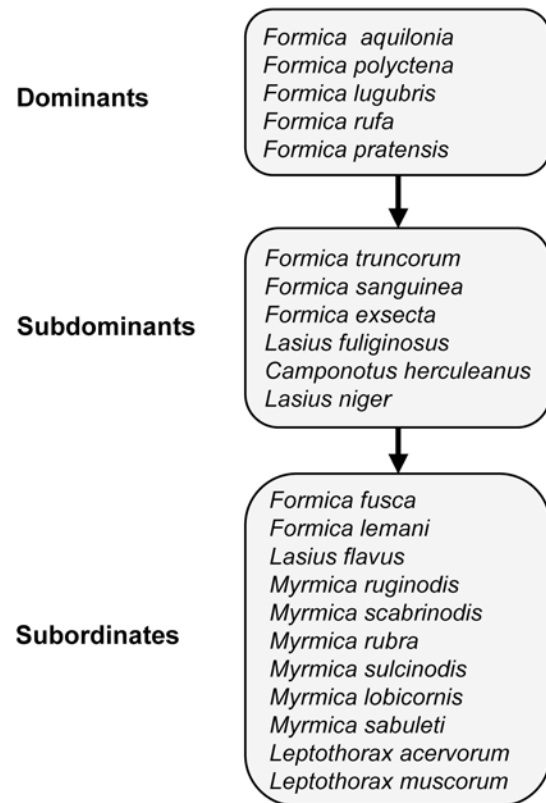 Dominants
Formica aquilonia
Formica polyctena
Formica lugubris
Formica rufa
Formica pratensis
Subdominants
Formica truncorum
Formica sanguinea
Formica exsecta
Lasius fuliginosus
Camponotus herculeanus
Lasius niger
Subordinates
Formica fusca
Formica lemani
Lasius flavus
Myrmica ruginodis
Myrmica scabrinodis
Myrmica rubra
Myrmica sulcinodis
Myrmica lobicornis
Myrmica sabuleti
Leptothorax acervorum
Leptothorax muscorum